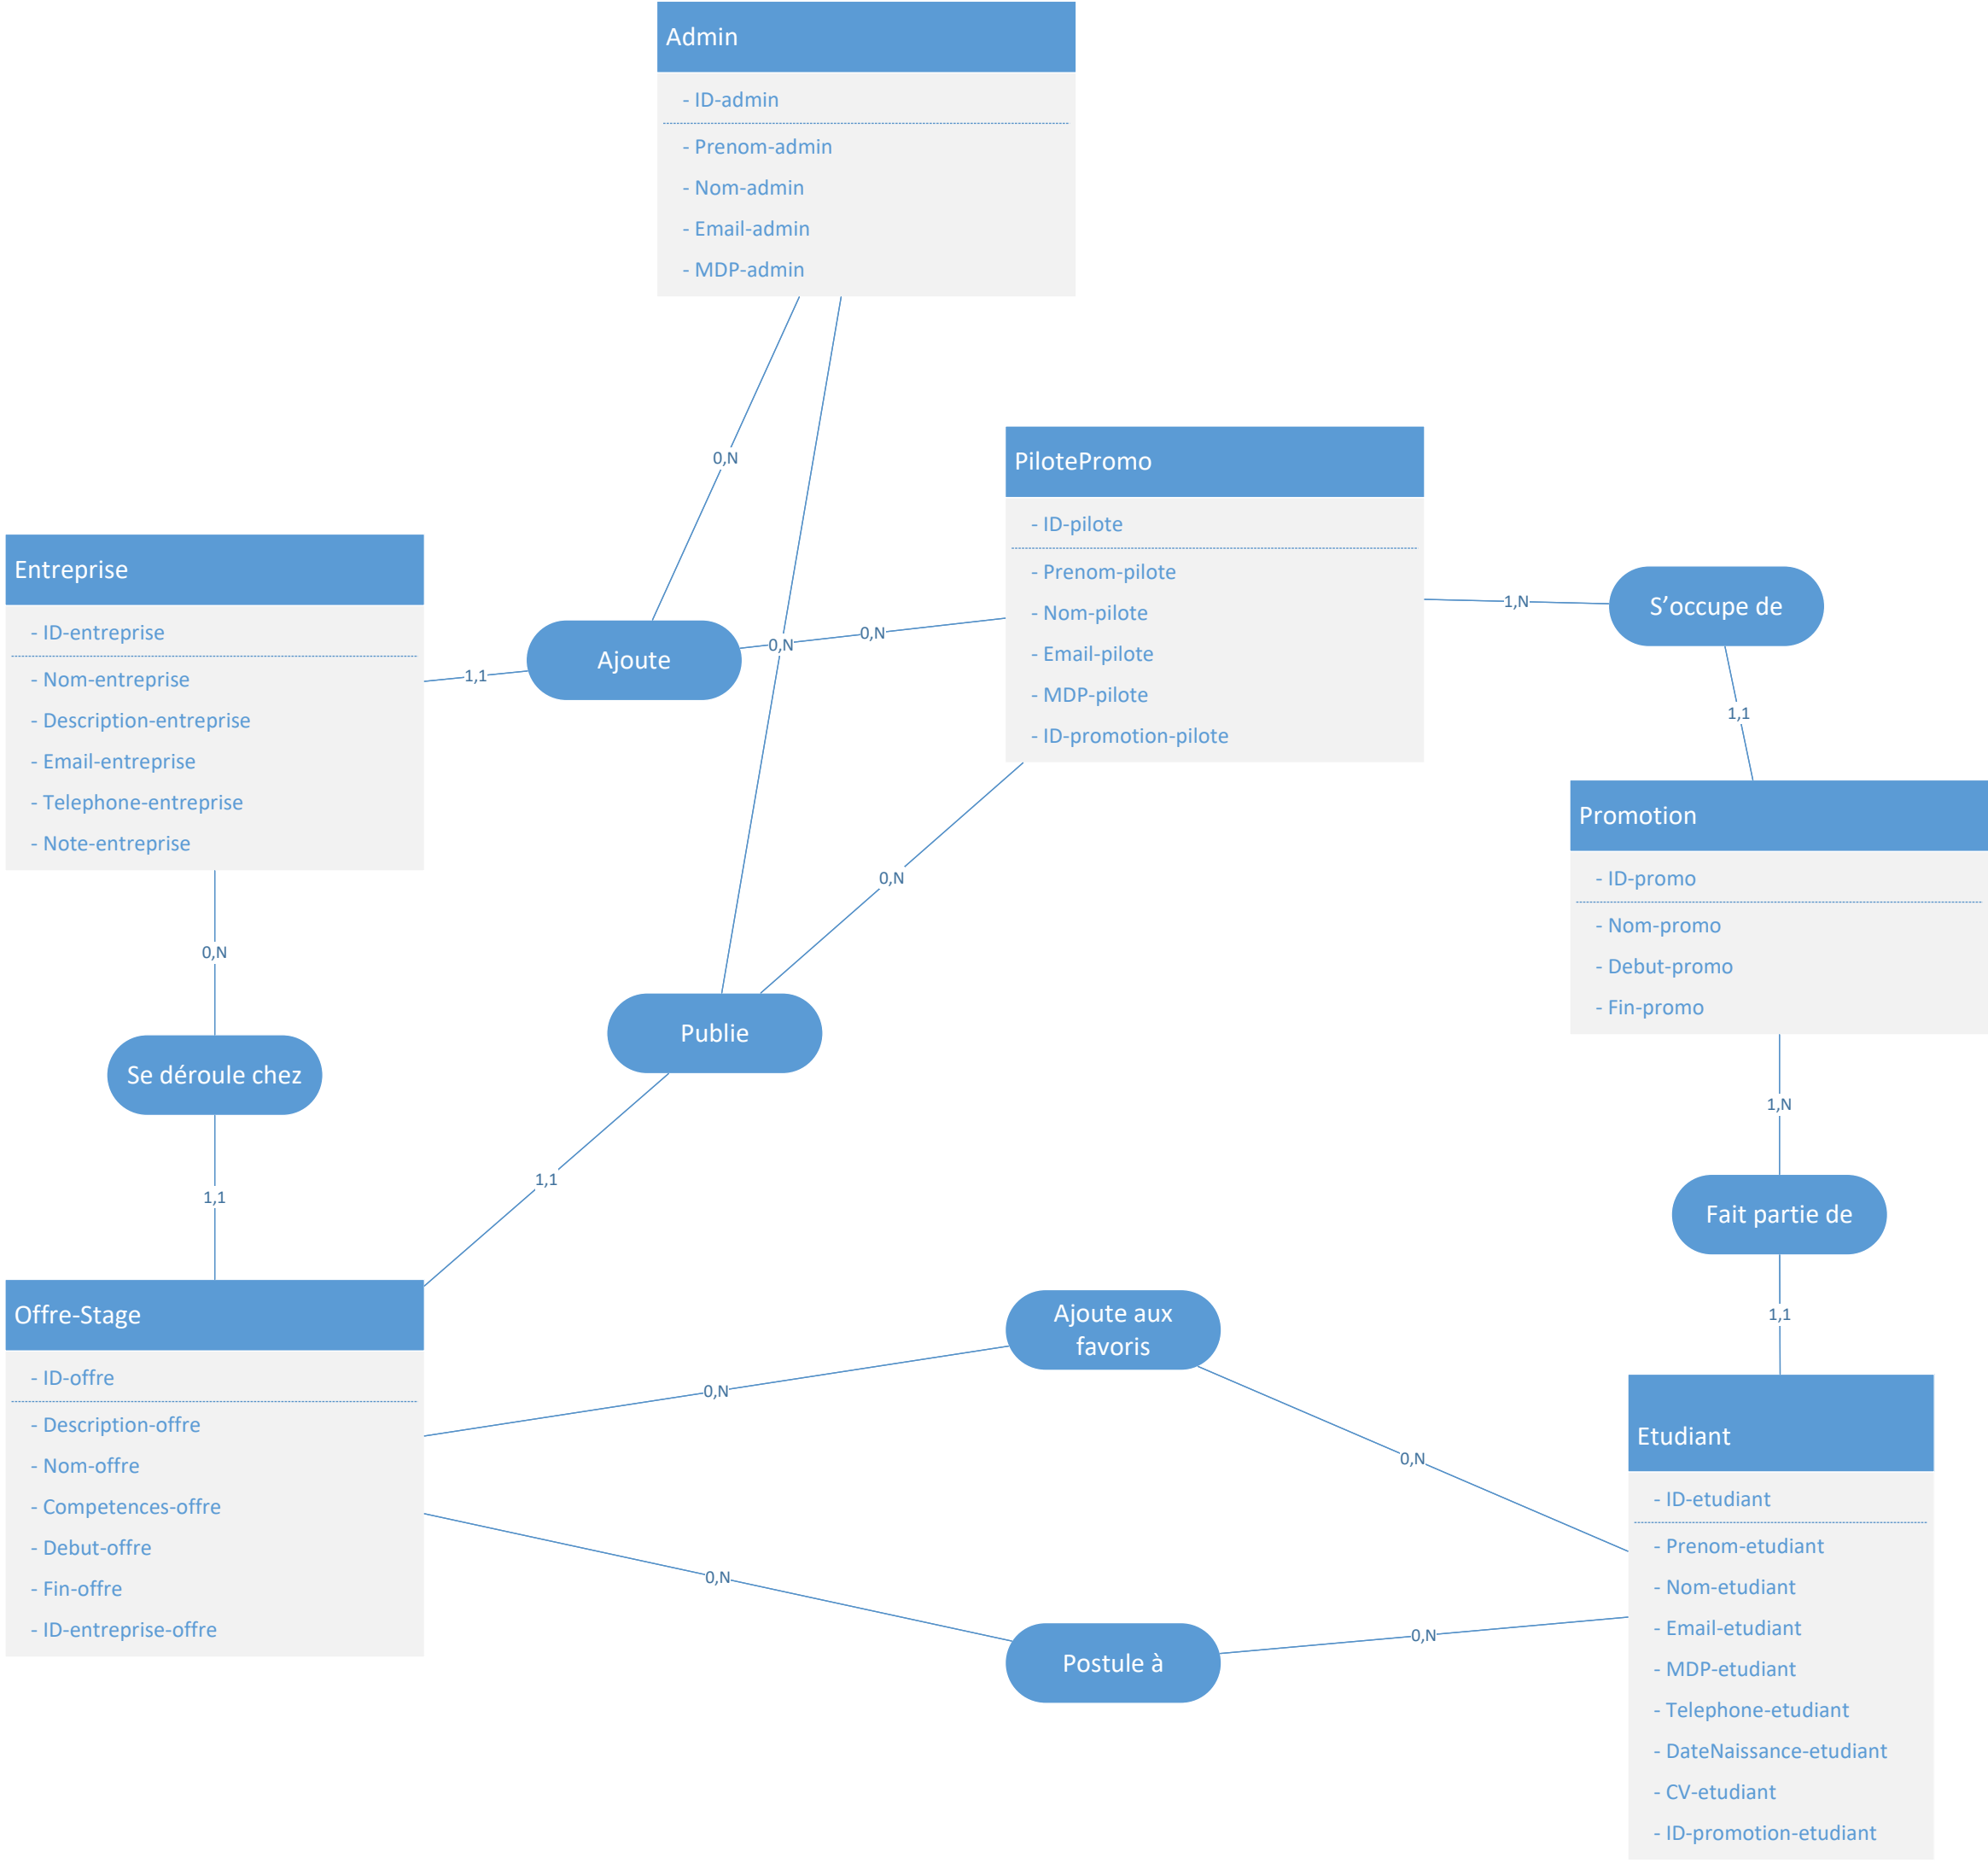 Admin
- ID-admin
- Prenom-admin
- Nom-admin
- Email-admin
- MDP-admin
0,N
PilotePromo
- ID-pilote
- Prenom-pilote
- Nom-pilote
- Email-pilote
- MDP-pilote
- ID-promotion-pilote
Entreprise
- ID-entreprise
- Nom-entreprise
- Description-entreprise
- Email-entreprise
- Telephone-entreprise
- Note-entreprise
1,1
Ajoute
0,N
0,N
1,N
S’occupe de
1,1
Promotion
- ID-promo
- Nom-promo
- Debut-promo
- Fin-promo
0,N
0,N
Publie
Se déroule chez
1,N
1,1
1,1
Fait partie de
1,1
Offre-Stage
- ID-offre
- Description-offre
- Nom-offre
- Competences-offre
- Debut-offre
- Fin-offre
- ID-entreprise-offre
Ajoute aux
favoris
0,N
0,N
0,N
Postule à
0,N
Etudiant
- ID-etudiant
- Prenom-etudiant
- Nom-etudiant
- Email-etudiant
- MDP-etudiant
- Telephone-etudiant
- DateNaissance-etudiant
- CV-etudiant
- ID-promotion-etudiant